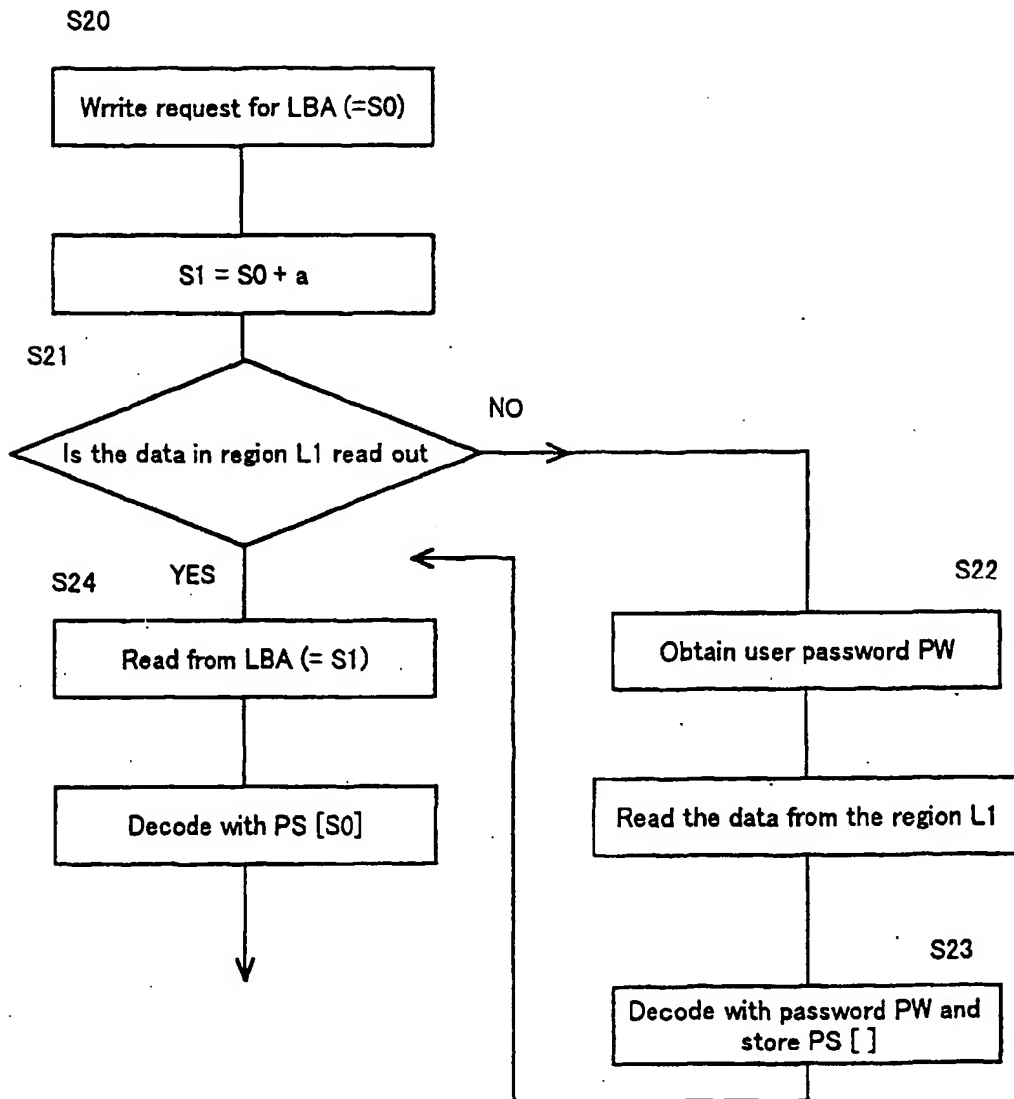 S20
Wrrite request for LBA (=S0)
S1 = S0 + a
S21
Is the data in region L1 read out
NO
YES
S24
Read from LBA (= S1)
Decode with PS [S0]
S22
Obtain user password PW
Read the data from the region L1
S23
Decode with password PW and
store PS [ ]